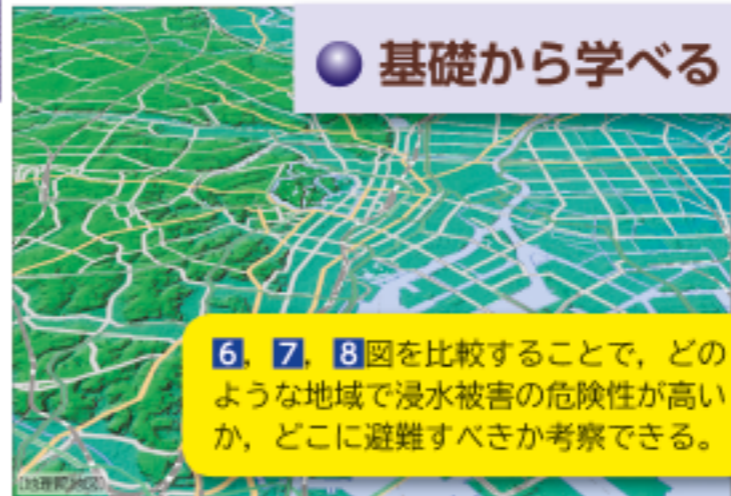 基礎から学べる
6, 7, 8図を比較することで，どの
ような地域で浸水被害の危険性が高い
か，どこに避難すべきか考察できる。